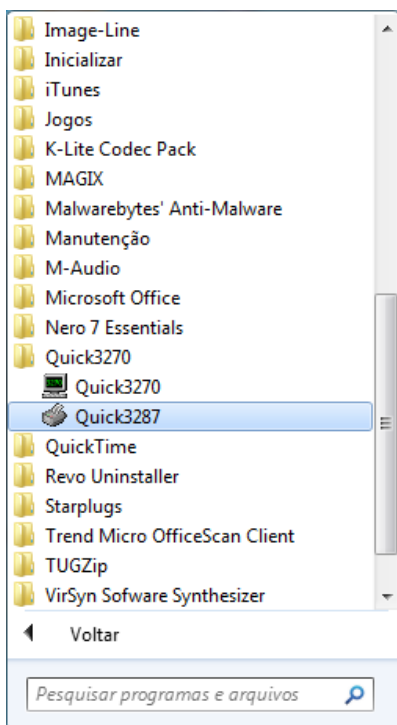 Image-Line
Inicializar
iTunes
Jogos
K-Lite Codec Pack
MAGIX
Malwarebytes' Anti-Malware
Manutenção
M-Audio
Microsoft Office
Nero 7 Essentials
Quick3270
Quick3270
Quick3287
QuickTime
Revo Uninstaller
Starplugs
Trend Micro OfficeScan Client
TUGZip
VirSyn Sofware Synthesizer
Voltar
Pesquisar programas e arquivos